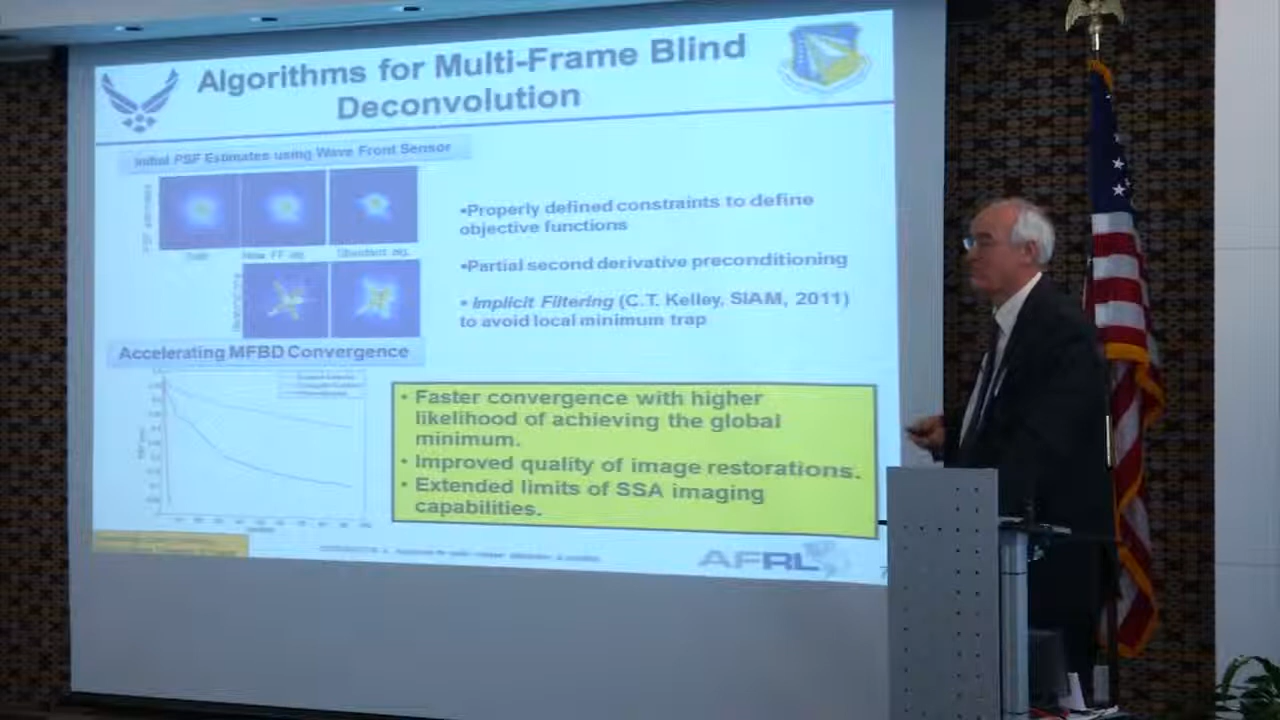 Algorithms for Multi-Frame Blind
Deconvolution
Initial PSF Estimates using Wave Front Sensor
•Properly defined constraints to define
objective functions
•Partial second derivative preconditioning
• Implicit Filtering (C.T. Kelley, SIAM, 2011)
to avoid local minimum trap
Accelerating MFBD Convergence
• Faster convergence with higher
likelihood of achieving the global
minimum.
• Improved quality of image restorations.
• Extended limits of SSA imaging
capabilities.
AFRL